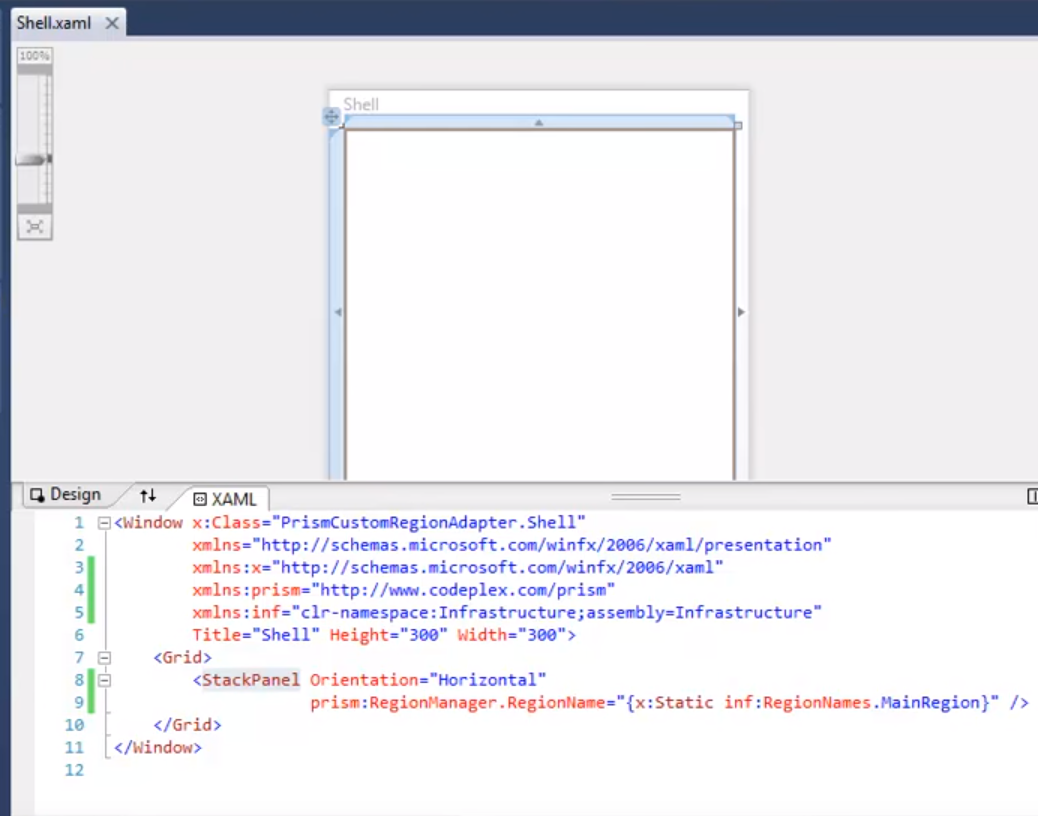 Shell.xaml
100%
Shell
Design
XAML
1 <Window x:Class="PrismCustomRegionAdapter.Shell"
2 xmlns="http://schemas.microsoft.com/winfx/2006/xaml/presentation"
3 xmlns:x="http://schemas.microsoft.com/winfx/2006/xaml"
4 xmlns:prism="http://www.codeplex.com/prism"
5 xmlns:inf="clr-namespace:Infrastructure;assembly=Infrastructure"
6 Title="Shell" Height="300" Width="300">
7 <Grid>
8 <StackPanel Orientation="Horizontal"
9 prism:RegionManager.RegionName="{x:Static inf:RegionNames.MainRegion}" />
10 </Grid>
11 </Window>
12